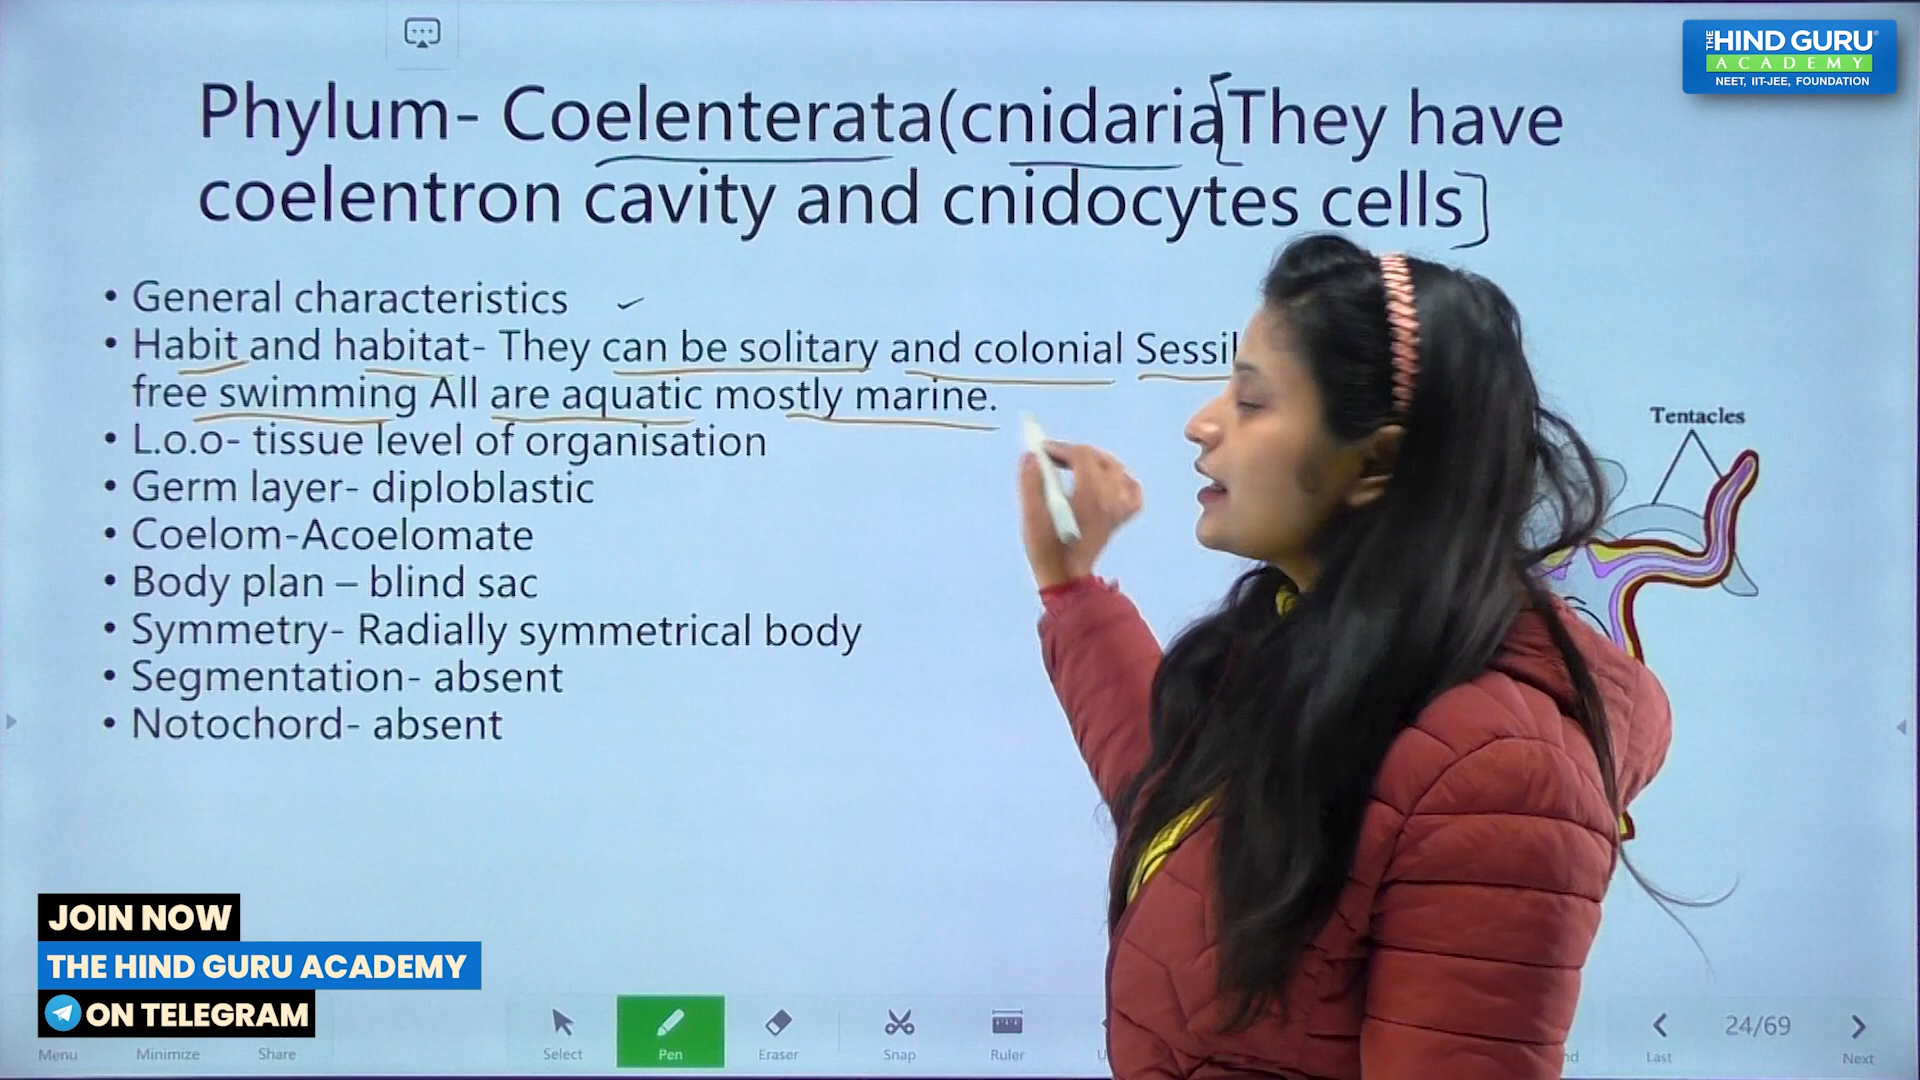 THE HIND GURU
ACADEMY
NEET, IIT-JEE, FOUNDATION
Phylum- Coelenterata(cnidaria[They have
coelentron cavity and cnidocytes cells]
• General characteristics
• Habit and habitat- They can be solitary and colonial Sessil
free swimming All are aquatic mostly marine.
• L.o.o- tissue level of organisation
• Germ layer- diploblastic
• Coelom-Acoelomate
• Body plan – blind sac
• Symmetry- Radially symmetrical body
• Segmentation- absent
• Notochord- absent
Tentacles
JOIN NOW
THE HIND GURU ACADEMY
ON TELEGRAM
Menu Minimize Share Select Pen Eraser Snap Ruler Last 24/69 Next